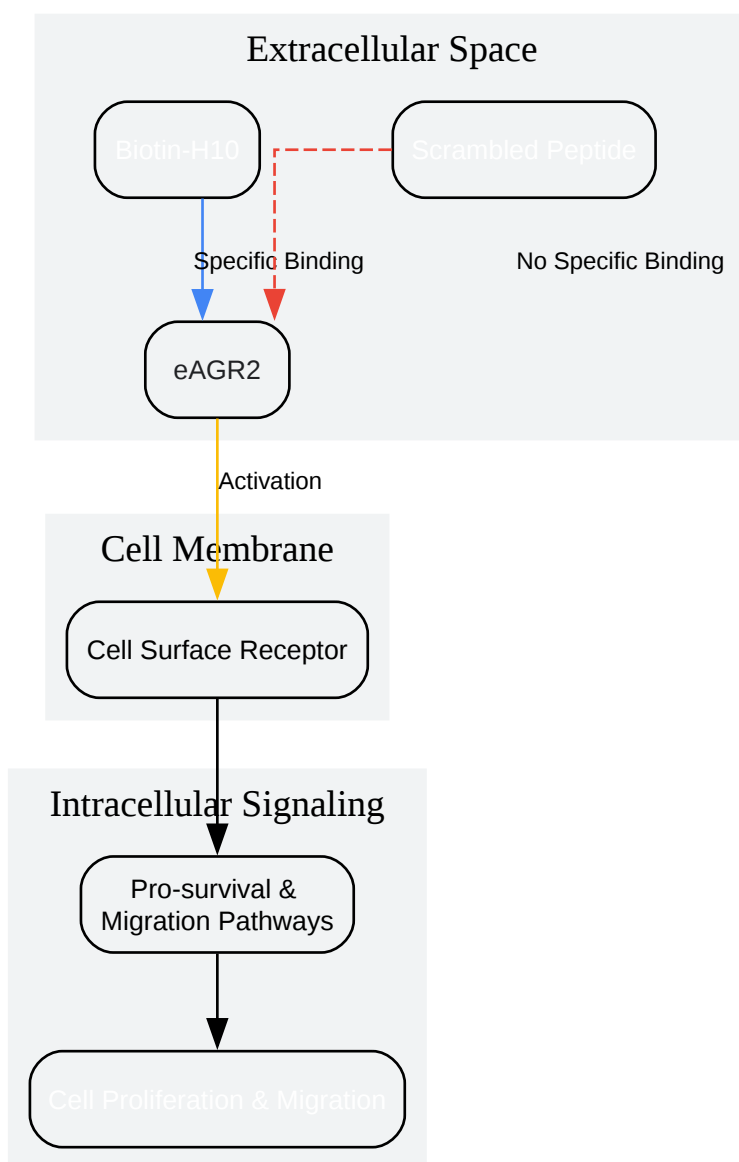 Extracellular Space
Biotin-H10
Scrambled Peptide
Specific Binding
No Specific Binding
eAGR2
Activation
Cell Membrane
Cell Surface Receptor
Intracellular Signaling
Pro-survival &
Migration Pathways
Cell Proliferation & Migration